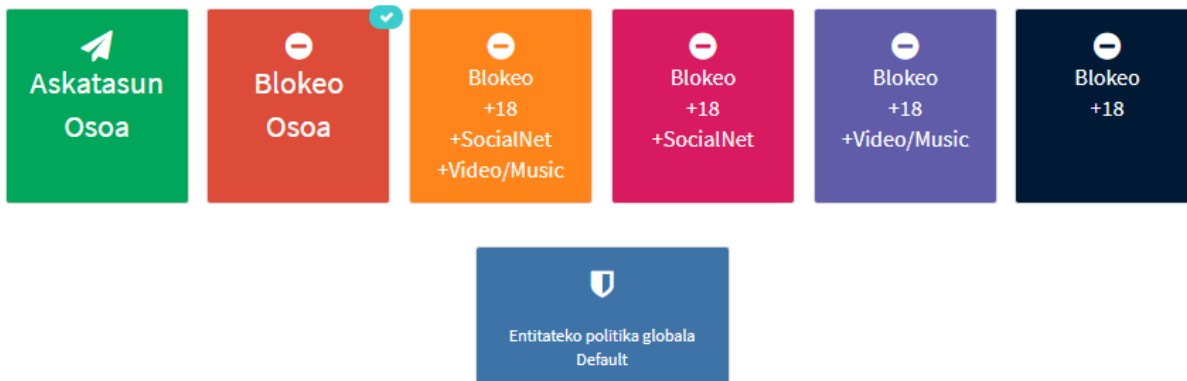 Askatasun
Osoa
Blokeo
Osoa
Blokeo
+18
+SocialNet
+Video/Music
Blokeo
+18
+SocialNet
Blokeo
+18
+Video/Music
Blokeo
+18
Entitateko politika globala
Default